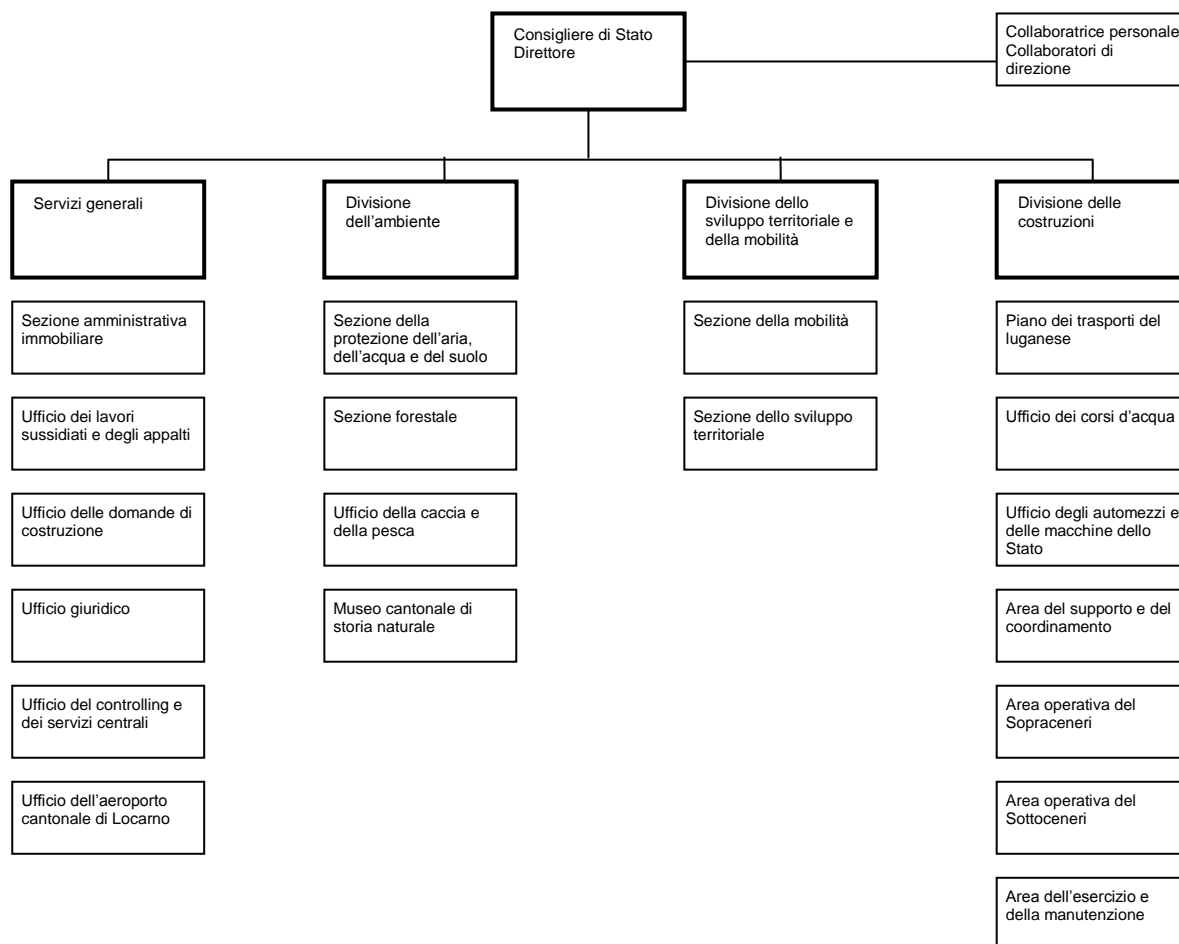 Consigliere di Stato
Direttore
Collaboratrice personale
Collaboratori di
direzione
Servizi generali
Divisione
dell’ambiente
Divisione dello
sviluppo territoriale e
della mobilità
Divisione delle
costruzioni
Sezione amministrativa
immobiliare
Ufficio dei lavori
sussidiati e degli appalti
Ufficio delle domande di
costruzione
Ufficio giuridico
Ufficio del controlling e
dei servizi centrali
Ufficio dell’aeroporto
cantonale di Locarno
Sezione della
protezione dell’aria,
dell’acqua e del suolo
Sezione forestale
Ufficio della caccia e
della pesca
Museo cantonale di
storia naturale
Sezione della mobilità
Sezione dello sviluppo
territoriale
Piano dei trasporti del
luganese
Ufficio dei corsi d’acqua
Ufficio degli automezzi e
delle macchine dello
Stato
Area del supporto e del
coordinamento
Area operativa del
Sopraceneri
Area operativa del
Sottoceneri
Area dell’esercizio e
della manutenzione